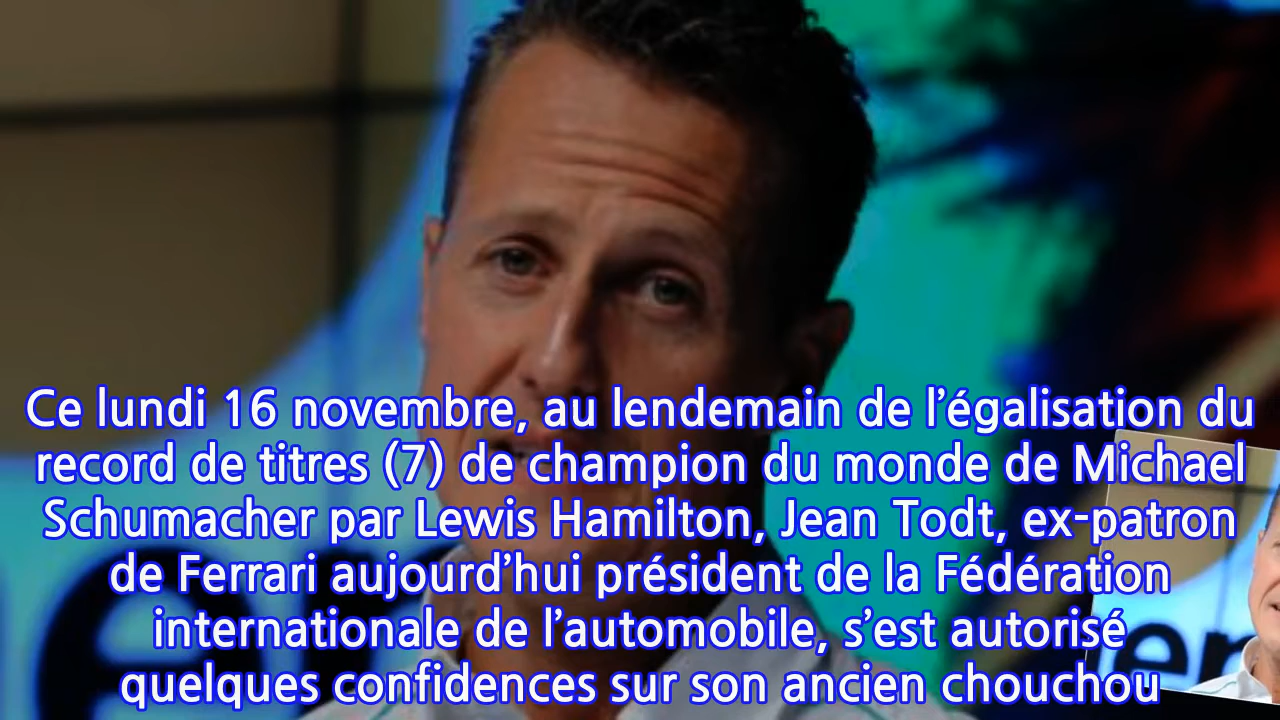 Ce lundi 16 novembre, au lendemain de l’égalisation du
record de titres (7) de champion du monde de Michael
Schumacher par Lewis Hamilton, Jean Todt, ex-patron
de Ferrari aujourd’hui président de la Fédération
internationale de l’automobile, s’est autorisé
quelques confidences sur son ancien chouchou